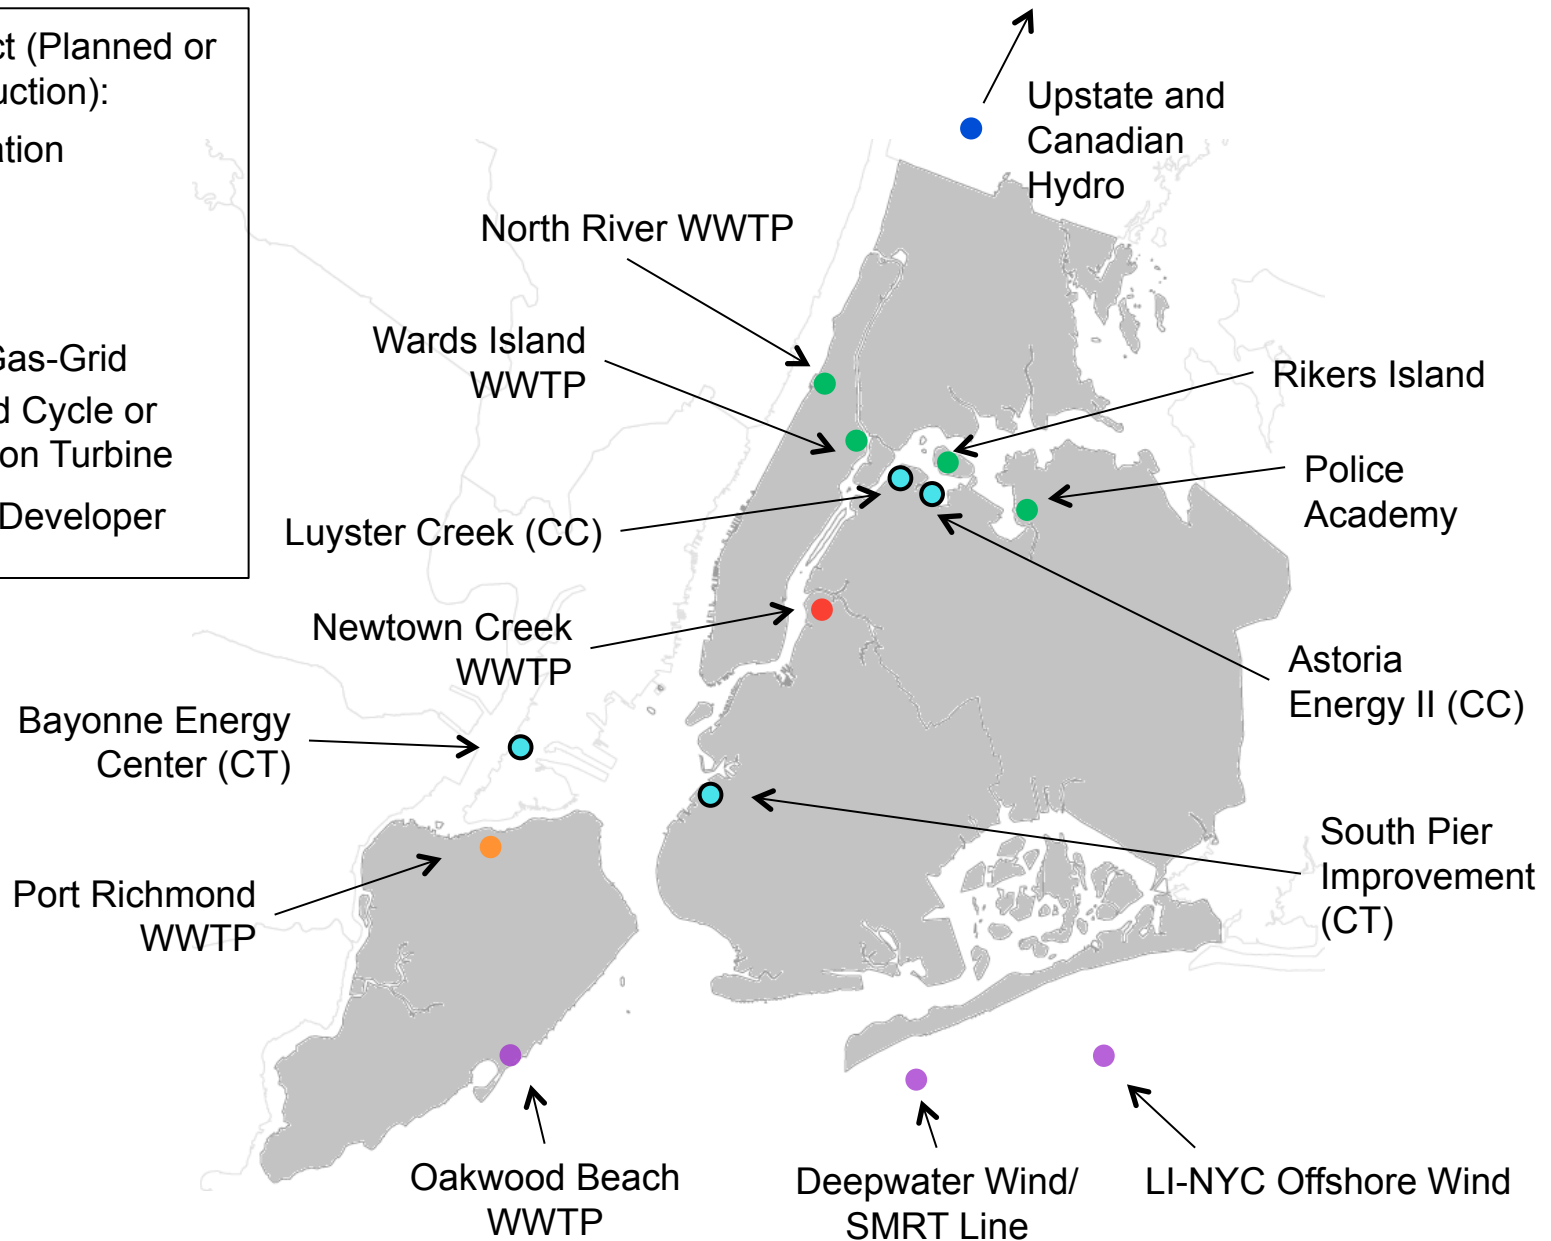 ct (Planned or
uction):
ation
Gas-Grid
d Cycle or
on Turbine
Developer
Upstate and
Canadian
Hydro
North River WWTP
Wards Island
WWTP
Rikers Island
Police
Academy
Luyster Creek (CC)
Newtown Creek
WWTP
Astoria
Energy II (CC)
Bayonne Energy
Center (CT)
South Pier
Improvement
(CT)
Port Richmond
WWTP
Oakwood Beach
WWTP
Deepwater Wind/
SMRT Line
LI-NYC Offshore Wind